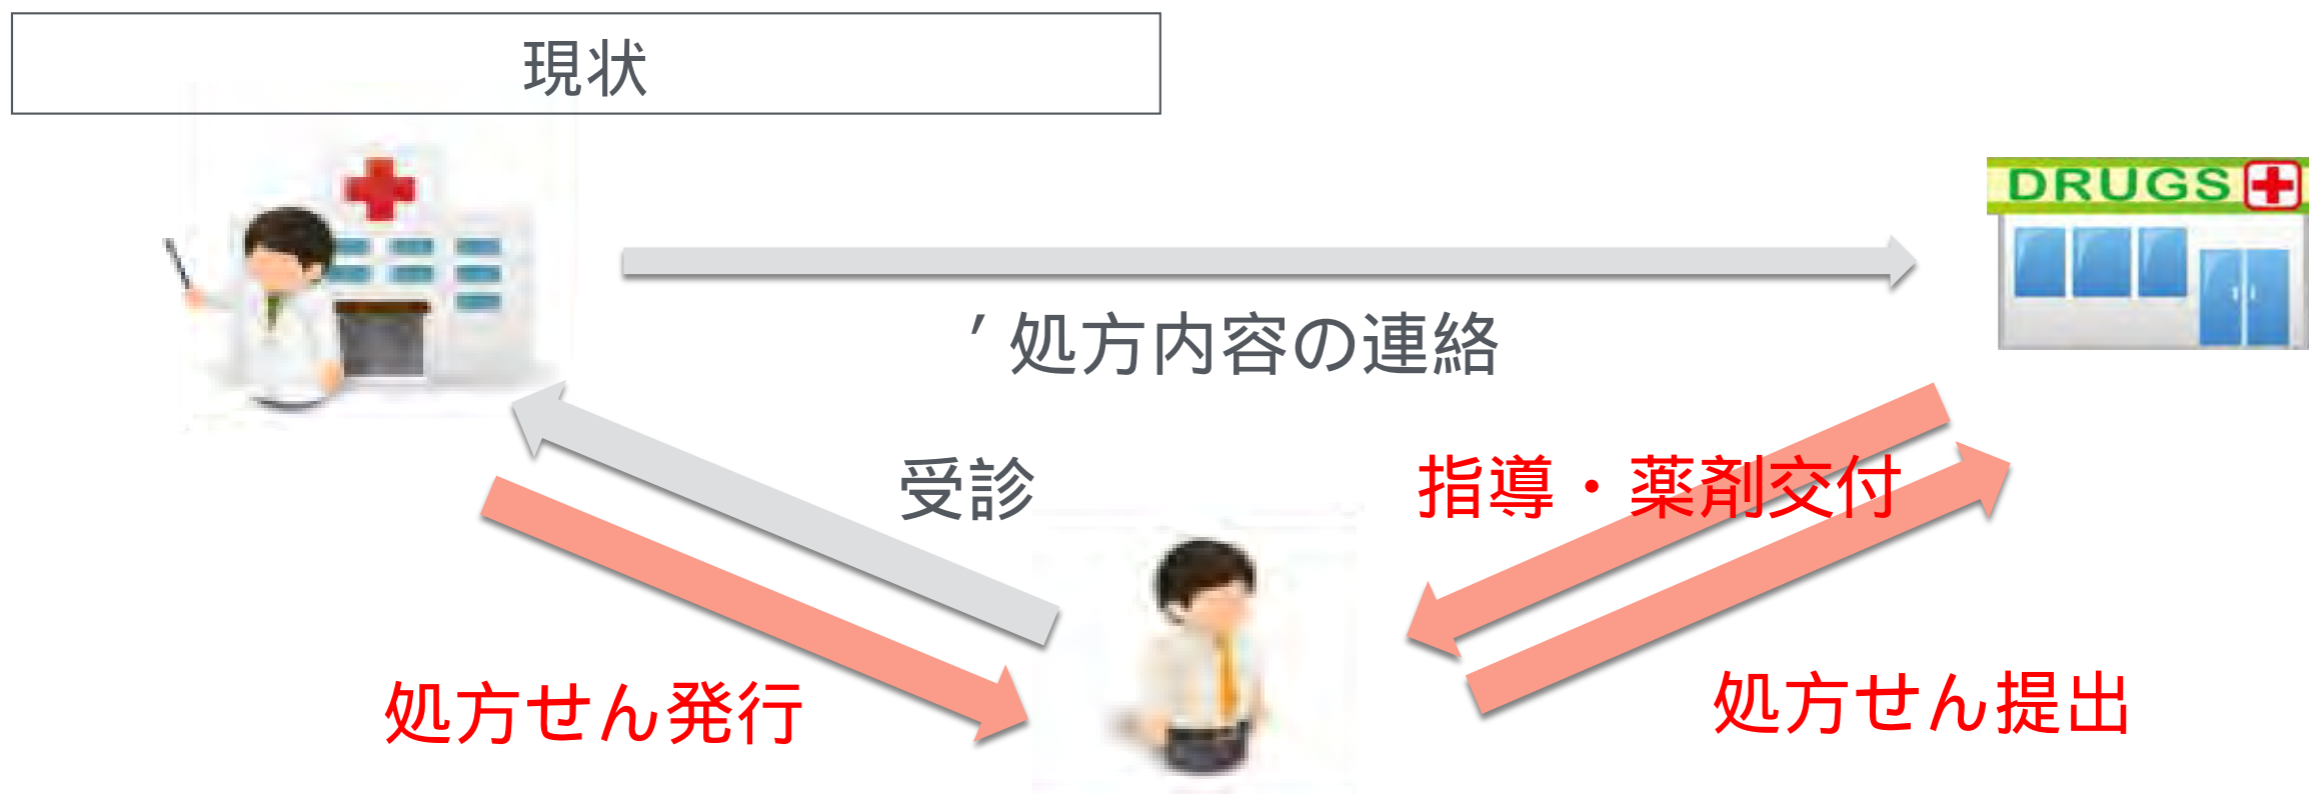 現状
DRUGS
′処方内容の連絡
受診
指導・薬剤交付
処方せん発行
処方せん提出